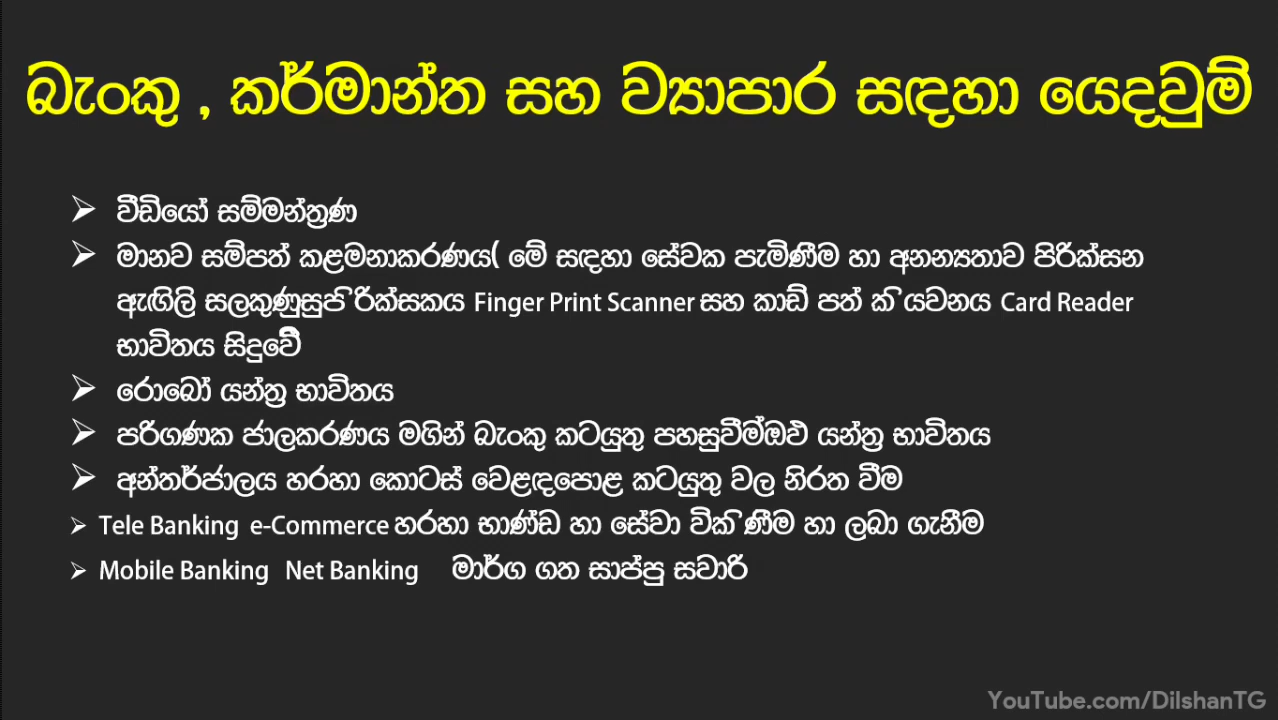 බැංකු , කර්මාන්ත සහ ව්‍යාපාර සඳහා යෙදවුම්
➢ වීඩියෝ සම්මන්ත්‍රණ
➢ මානව සම්පත් කළමනාකරණය( මේ සඳහා සේවක පැමිණීම හා අනන්‍යතාව පිරික්සන
ඇඟිලි සලකුණුසුප ිරික්සකය Finger Print Scanner සහ කාඩ් පත් ක ියවනය Card Reader
භාවිතය සිදුවේ
➢ රොබෝ යන්ත්‍ර භාවිතය
➢ පරිගණක ජාලකරණය මගින් බැංකු කටයුතු පහසුවීම්ඔඑ යන්ත්‍ර භාවිතය
➢ අන්තර්ජාලය හරහා කොටස් වෙළඳපොළ කටයුතු වල නිරත වීම
➢ Tele Banking e-Commerce හරහා භාණ්ඩ හා සේවා වික ිණීම හා ලබා ගැනීම
➢ Mobile Banking Net Banking මාර්ග ගත සාප්පු සවාරි
YouTube.com/DilshanTG